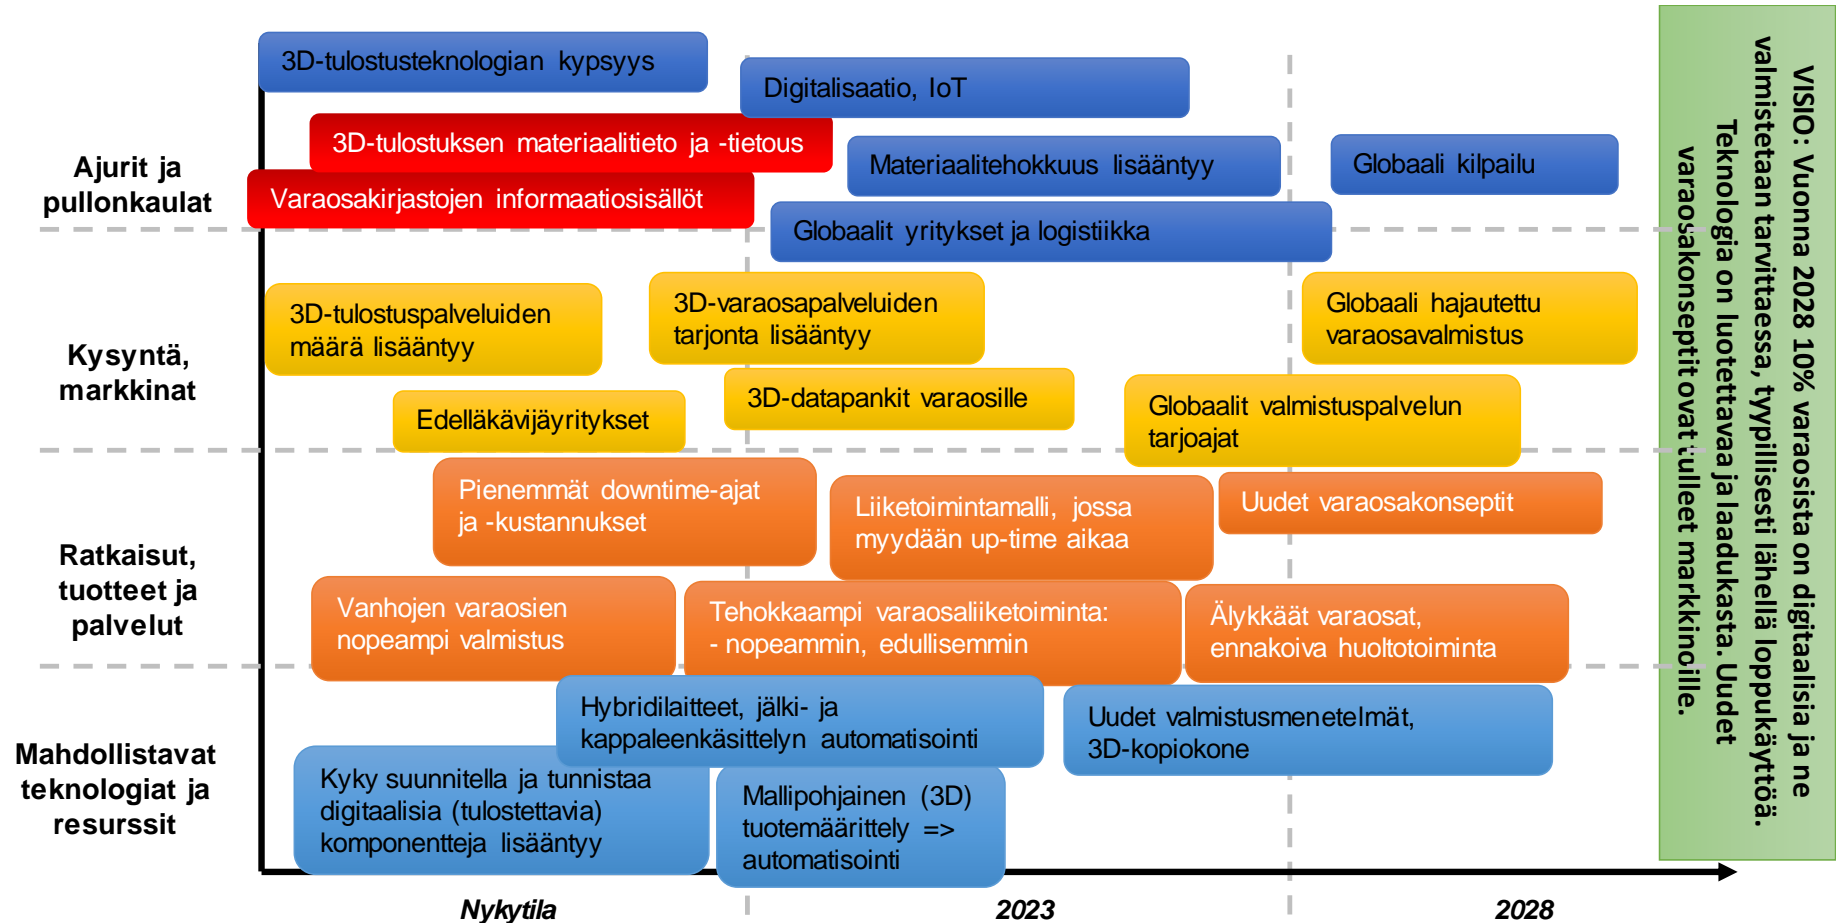 Ajurit ja
pullonkaulat
3D-tulostusteknologian kypsyys
Digitalisaatio, IoT
3D-tulostuksen materiaalitieto ja -tietous
Materiaalitehokkuus lisääntyy
Globaali kilpailu
Varaosakirjastojen informaatiosisällöt
Globaalit yritykset ja logistiikka
Kysyntä,
markkinat
3D-tulostuspalveluiden
määrä lisääntyy
3D-varaosapalveluiden
tarjonta lisääntyy
Globaali hajautettu
varaosavalmistus
Edelläkävijäyritykset
3D-datapankit varaosille
Globaalit valmistuspalvelun
tarjoajat
Ratkaisut,
tuotteet ja
palvelut
Pienemmät downtime-ajat
ja -kustannukset
Liiketoimintamalli, jossa
myydään up-time aikaa
Uudet varaosakonseptit
Vanhojen varaosien
nopeampi valmistus
Tehokkaampi varaosaliiketoiminta:
- nopeammin, edullisemmin
Älykkäät varaosat,
ennakoiva huoltotoiminta
Mahdollistavat
teknologiat ja
resurssit
Hybridilaitteet, jälki- ja
kappaleenkäsittelyn automatisointi
Uudet valmistusmenetelmät,
3D-kopiokone
Kyky suunnitella ja tunnistaa
digitaalisia (tulostettavia)
komponentteja lisääntyy
Mallipohjainen (3D)
tuotemäärittely =>
automatisointi
Nykytila
2023
2028
VISIO: Vuonna 2028 10% varaosista on digitaalisia ja ne
valmistetaan tarvittaessa, tyypillisesti lähellä loppukäyttöä.
Teknologia on luotettavaa ja laadukasta. Uudet
varaosakonseptit ovat tulleet markkinoille.